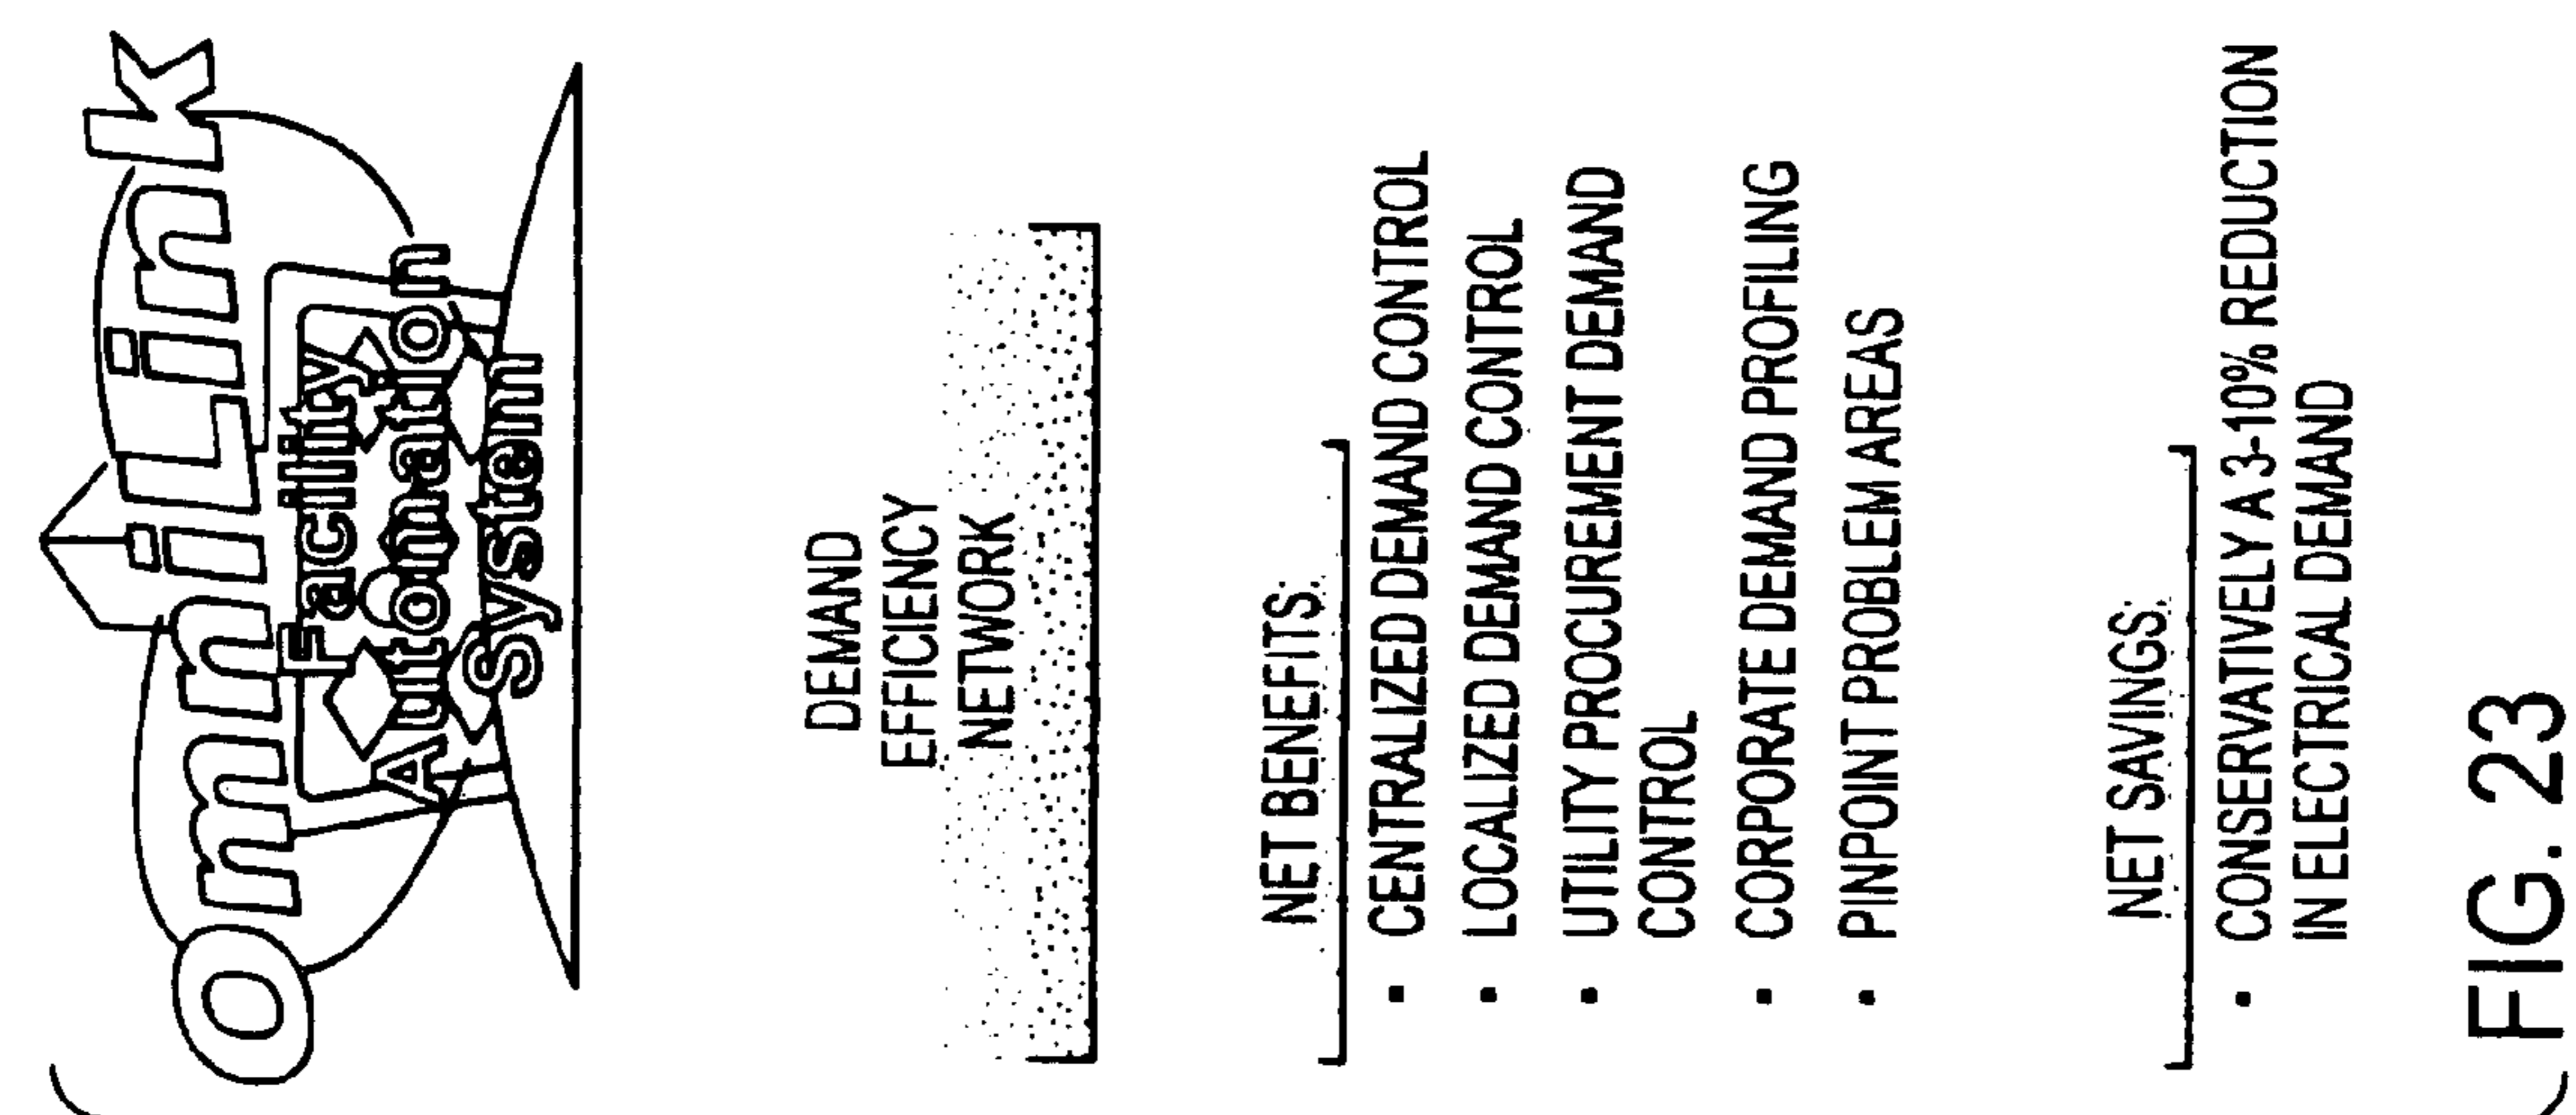 OmniLink
Facility
Automation
System
DEMAND
EFFICIENCY
NETWORK
NET BENEFITS:
• CENTRALIZED DEMAND CONTROL
• LOCALIZED DEMAND CONTROL
• UTILITY PROCUREMENT DEMAND
CONTROL
• CORPORATE DEMAND PROFILING
• PINPOINT PROBLEM AREAS
NET SAVINGS:
• CONSERVATIVELY A 3-10% REDUCTION
IN ELECTRICAL DEMAND
FIG. 23